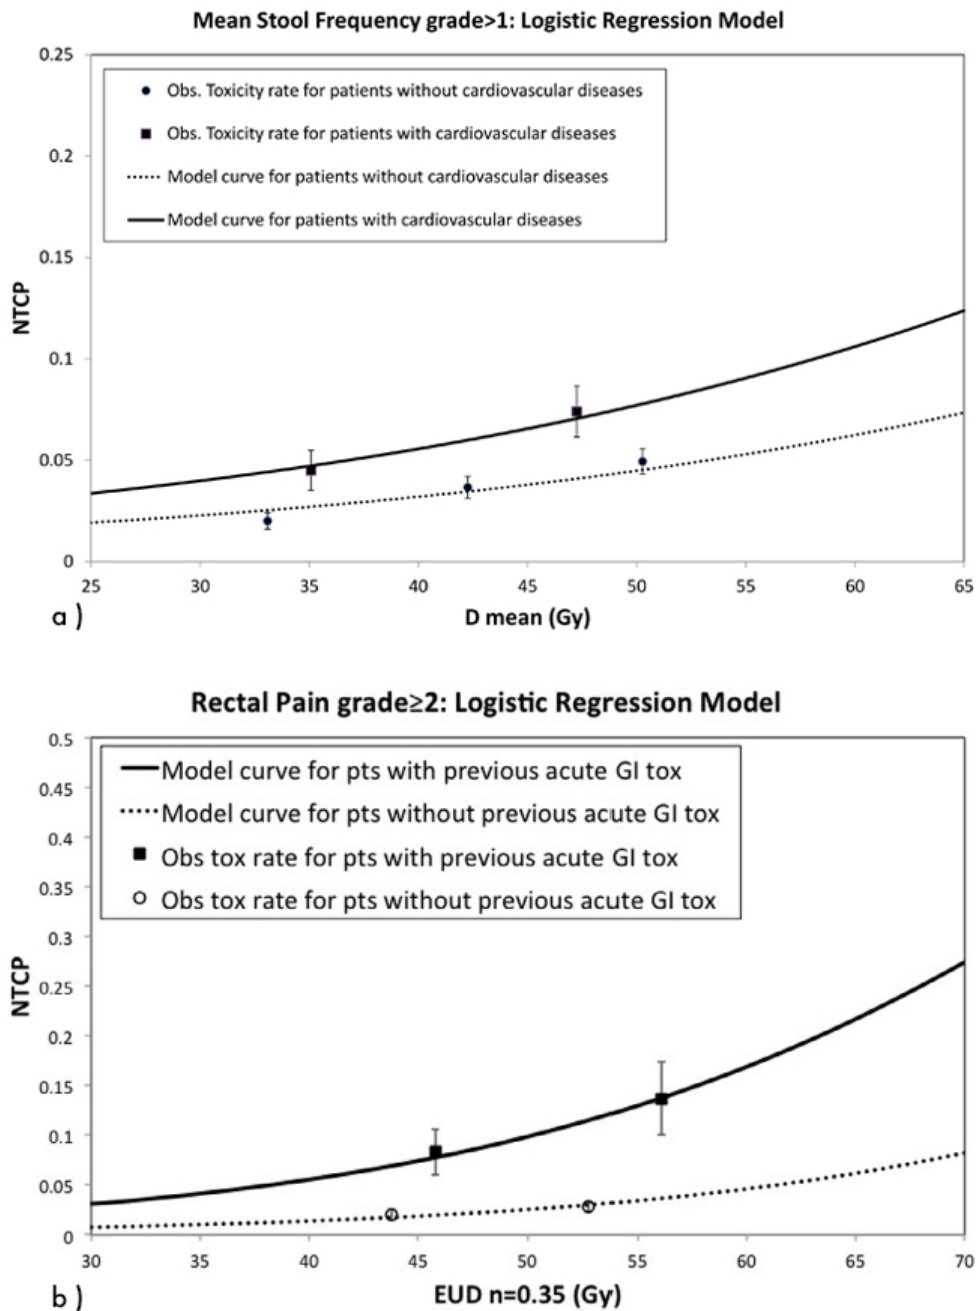 Mean Stool Frequency grade>1: Logistic Regression Model
0.25
Obs. Toxicity rate for patients without cardiovascular diseases
Obs. Toxicity rate for patients with cardiovascular diseases
Model curve for patients without cardiovascular diseases
Model curve for patients with cardiovascular diseases
0.2
0.15
0.1
0.05
0
NTCP
25 30 35 40 45 50 55 60 65
a )
D mean (Gy)
Rectal Pain grade≥2: Logistic Regression Model
0.5
0.45
0.4
0.35
0.3
0.25
0.2
0.15
0.1
0.05
0
Model curve for pts with previous acute GI tox
Model curve for pts without previous acute GI tox
Obs tox rate for pts with previous acute GI tox
Obs tox rate for pts without previous acute GI tox
NTCP
30 35 40 45 50 55 60 65 70
b )
EUD n=0.35 (Gy)